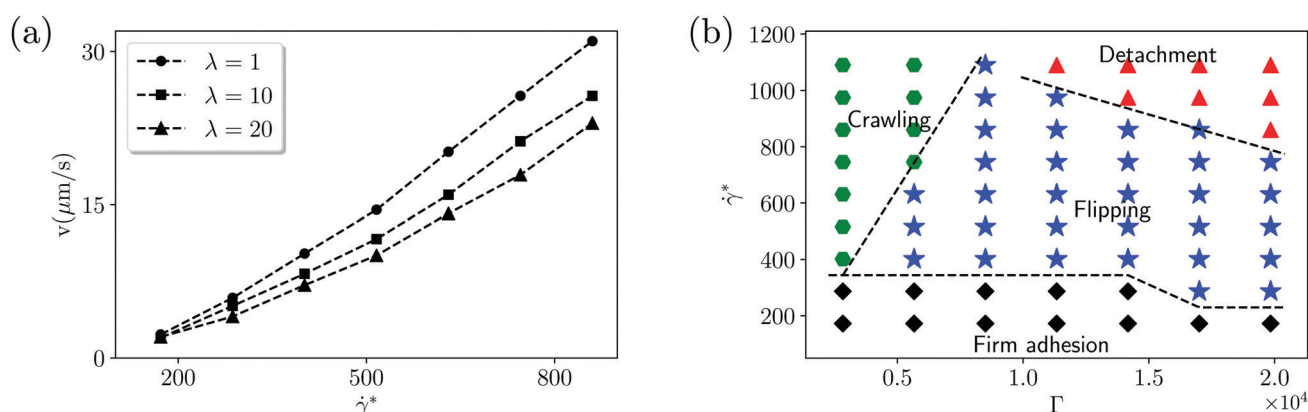 (a)
30
15
0
v(μm/s)
λ = 1
λ = 10
λ = 20
200 500 800
γ̇*
(b)
1200
1000
800
600
400
200
γ̇*
Detachment
Crawling
Flipping
Firm adhesion
0.5 1.0 1.5 2.0
×10⁴
Γ